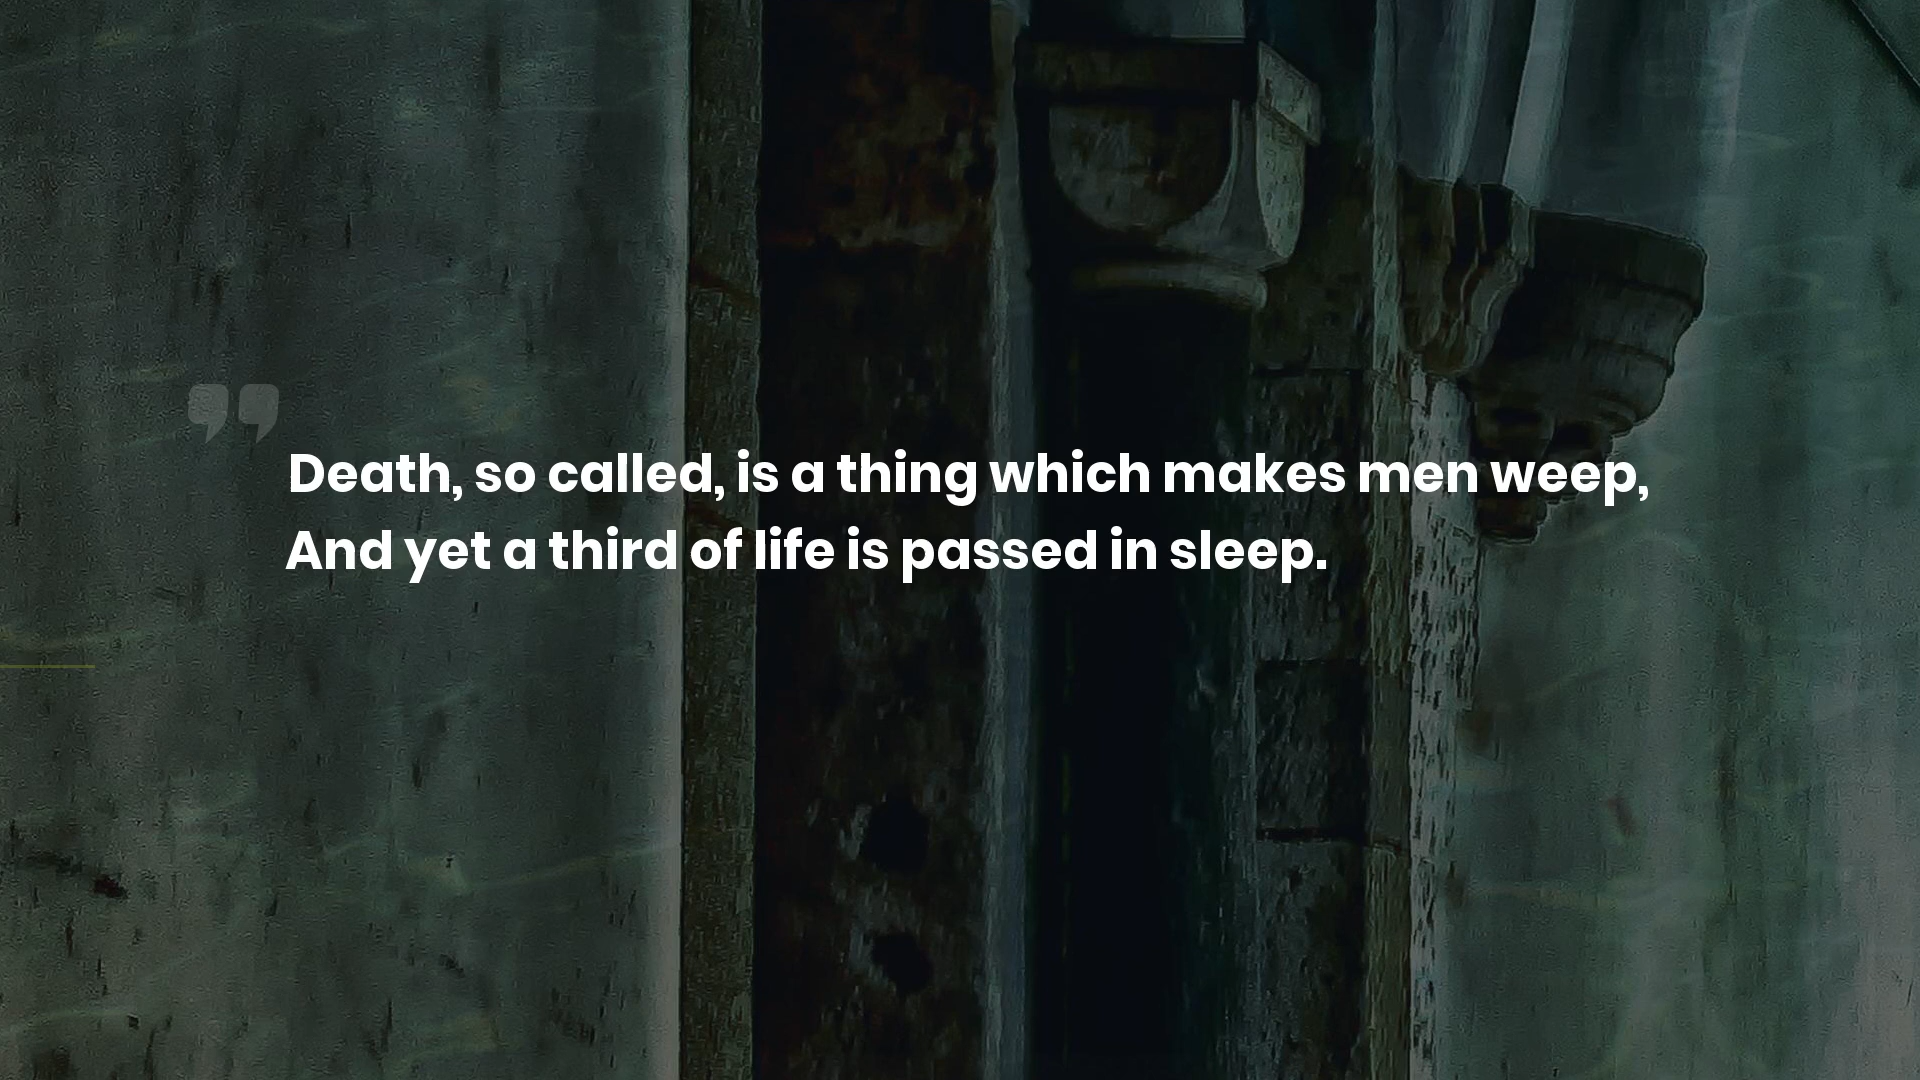 Death, so called, is a thing which makes men weep,
And yet a third of life is passed in sleep.